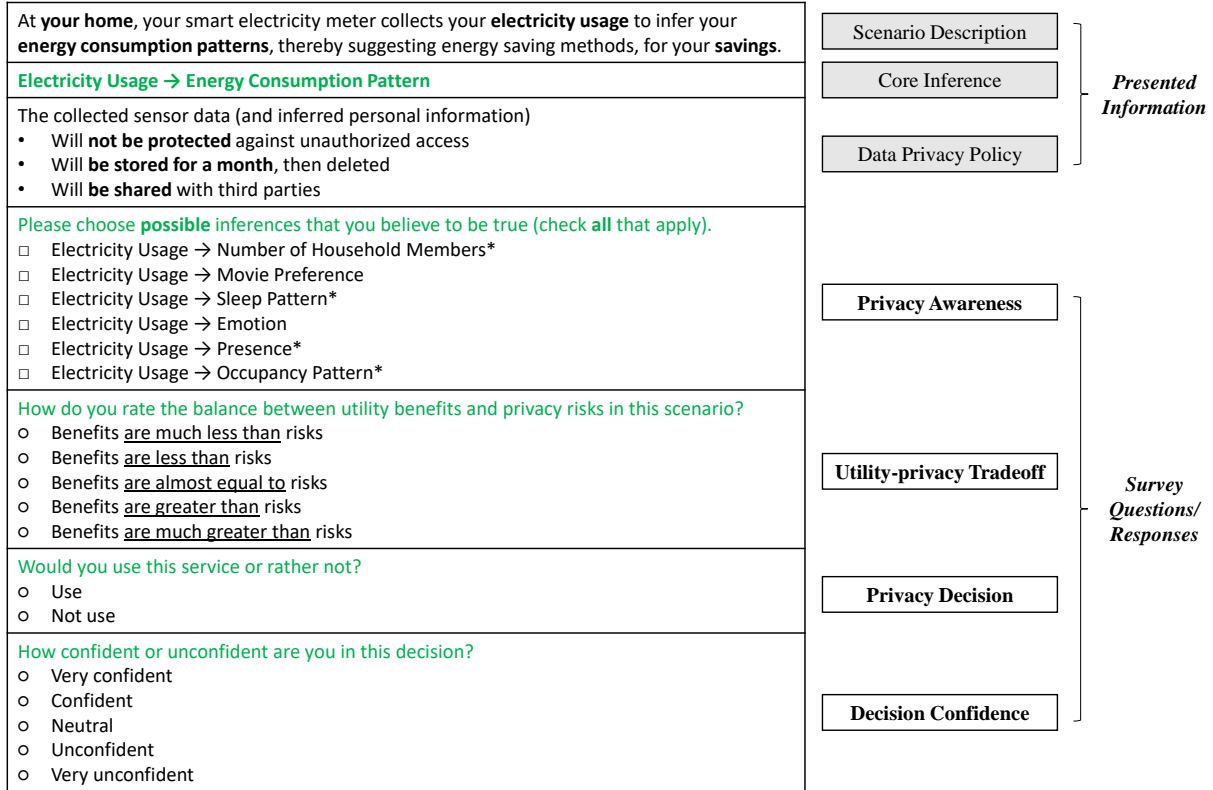 At your home, your smart electricity meter collects your electricity usage to infer your
energy consumption patterns, thereby suggesting energy saving methods, for your savings.
Electricity Usage → Energy Consumption Pattern
The collected sensor data (and inferred personal information)
• Will not be protected against unauthorized access
• Will be stored for a month, then deleted
• Will be shared with third parties
Please choose possible inferences that you believe to be true (check all that apply).
□ Electricity Usage → Number of Household Members*
□ Electricity Usage → Movie Preference
□ Electricity Usage → Sleep Pattern*
□ Electricity Usage → Emotion
□ Electricity Usage → Presence*
□ Electricity Usage → Occupancy Pattern*
How do you rate the balance between utility benefits and privacy risks in this scenario?
○ Benefits are much less than risks
○ Benefits are less than risks
○ Benefits are almost equal to risks
○ Benefits are greater than risks
○ Benefits are much greater than risks
Would you use this service or rather not?
○ Use
○ Not use
How confident or unconfident are you in this decision?
○ Very confident
○ Confident
○ Neutral
○ Unconfident
○ Very unconfident
Scenario Description
Core Inference
Data Privacy Policy
Presented
Information
Privacy Awareness
Utility-privacy Tradeoff
Privacy Decision
Decision Confidence
Survey
Questions/
Responses